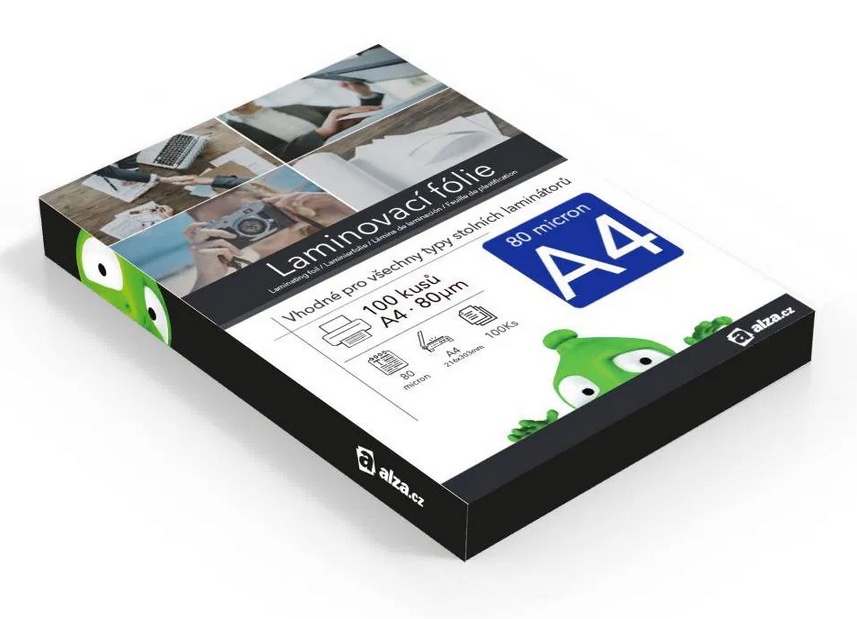 Laminovací fólie
Laminating foil / Laminierfolie / Lámina de laminación / Feuille de plastification
Vhodné pro všechny typy stolních laminátorů
80 micron
A4
100 kusů
A4 · 80µm
80
micron
A4
216x303mm
100Ks
alza.cz
alza.cz